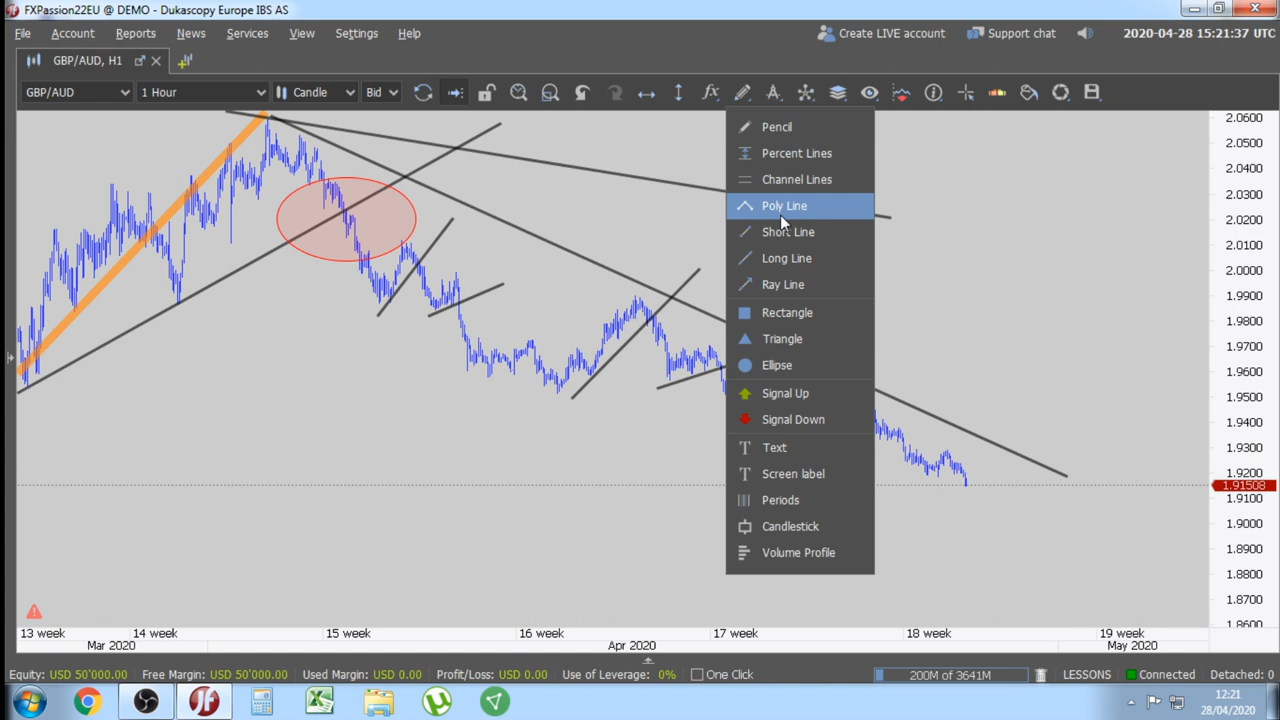 FXPassion22EU @ DEMO - Dukascopy Europe IBS AS
File Account Reports News Services View Settings Help
Create LIVE account Support chat 2020-04-28 15:21:37 UTC
GBP/AUD, H1
GBP/AUD 1 Hour Candle Bid
Pencil
Percent Lines
Channel Lines
Poly Line
Short Line
Long Line
Ray Line
Rectangle
Triangle
Ellipse
Signal Up
Signal Down
Text
Screen label
Periods
Candlestick
Volume Profile
2.0600
2.0500
2.0400
2.0300
2.0200
2.0100
2.0000
1.9900
1.9800
1.9700
1.9600
1.9500
1.9400
1.9300
1.9200
1.91508
1.9100
1.9000
1.8900
1.8800
1.8700
1.8600
13 week 14 week 15 week 16 week 17 week 18 week 19 week
Mar 2020 Apr 2020 May 2020
Equity: USD 50'000.00 Free Margin: USD 50'000.00 Used Margin: USD 0.00 Profit/Loss: USD 0.00 Use of Leverage: 0% One Click 200M of 3641M LESSONS Connected Detached: 0
12:21
28/04/2020